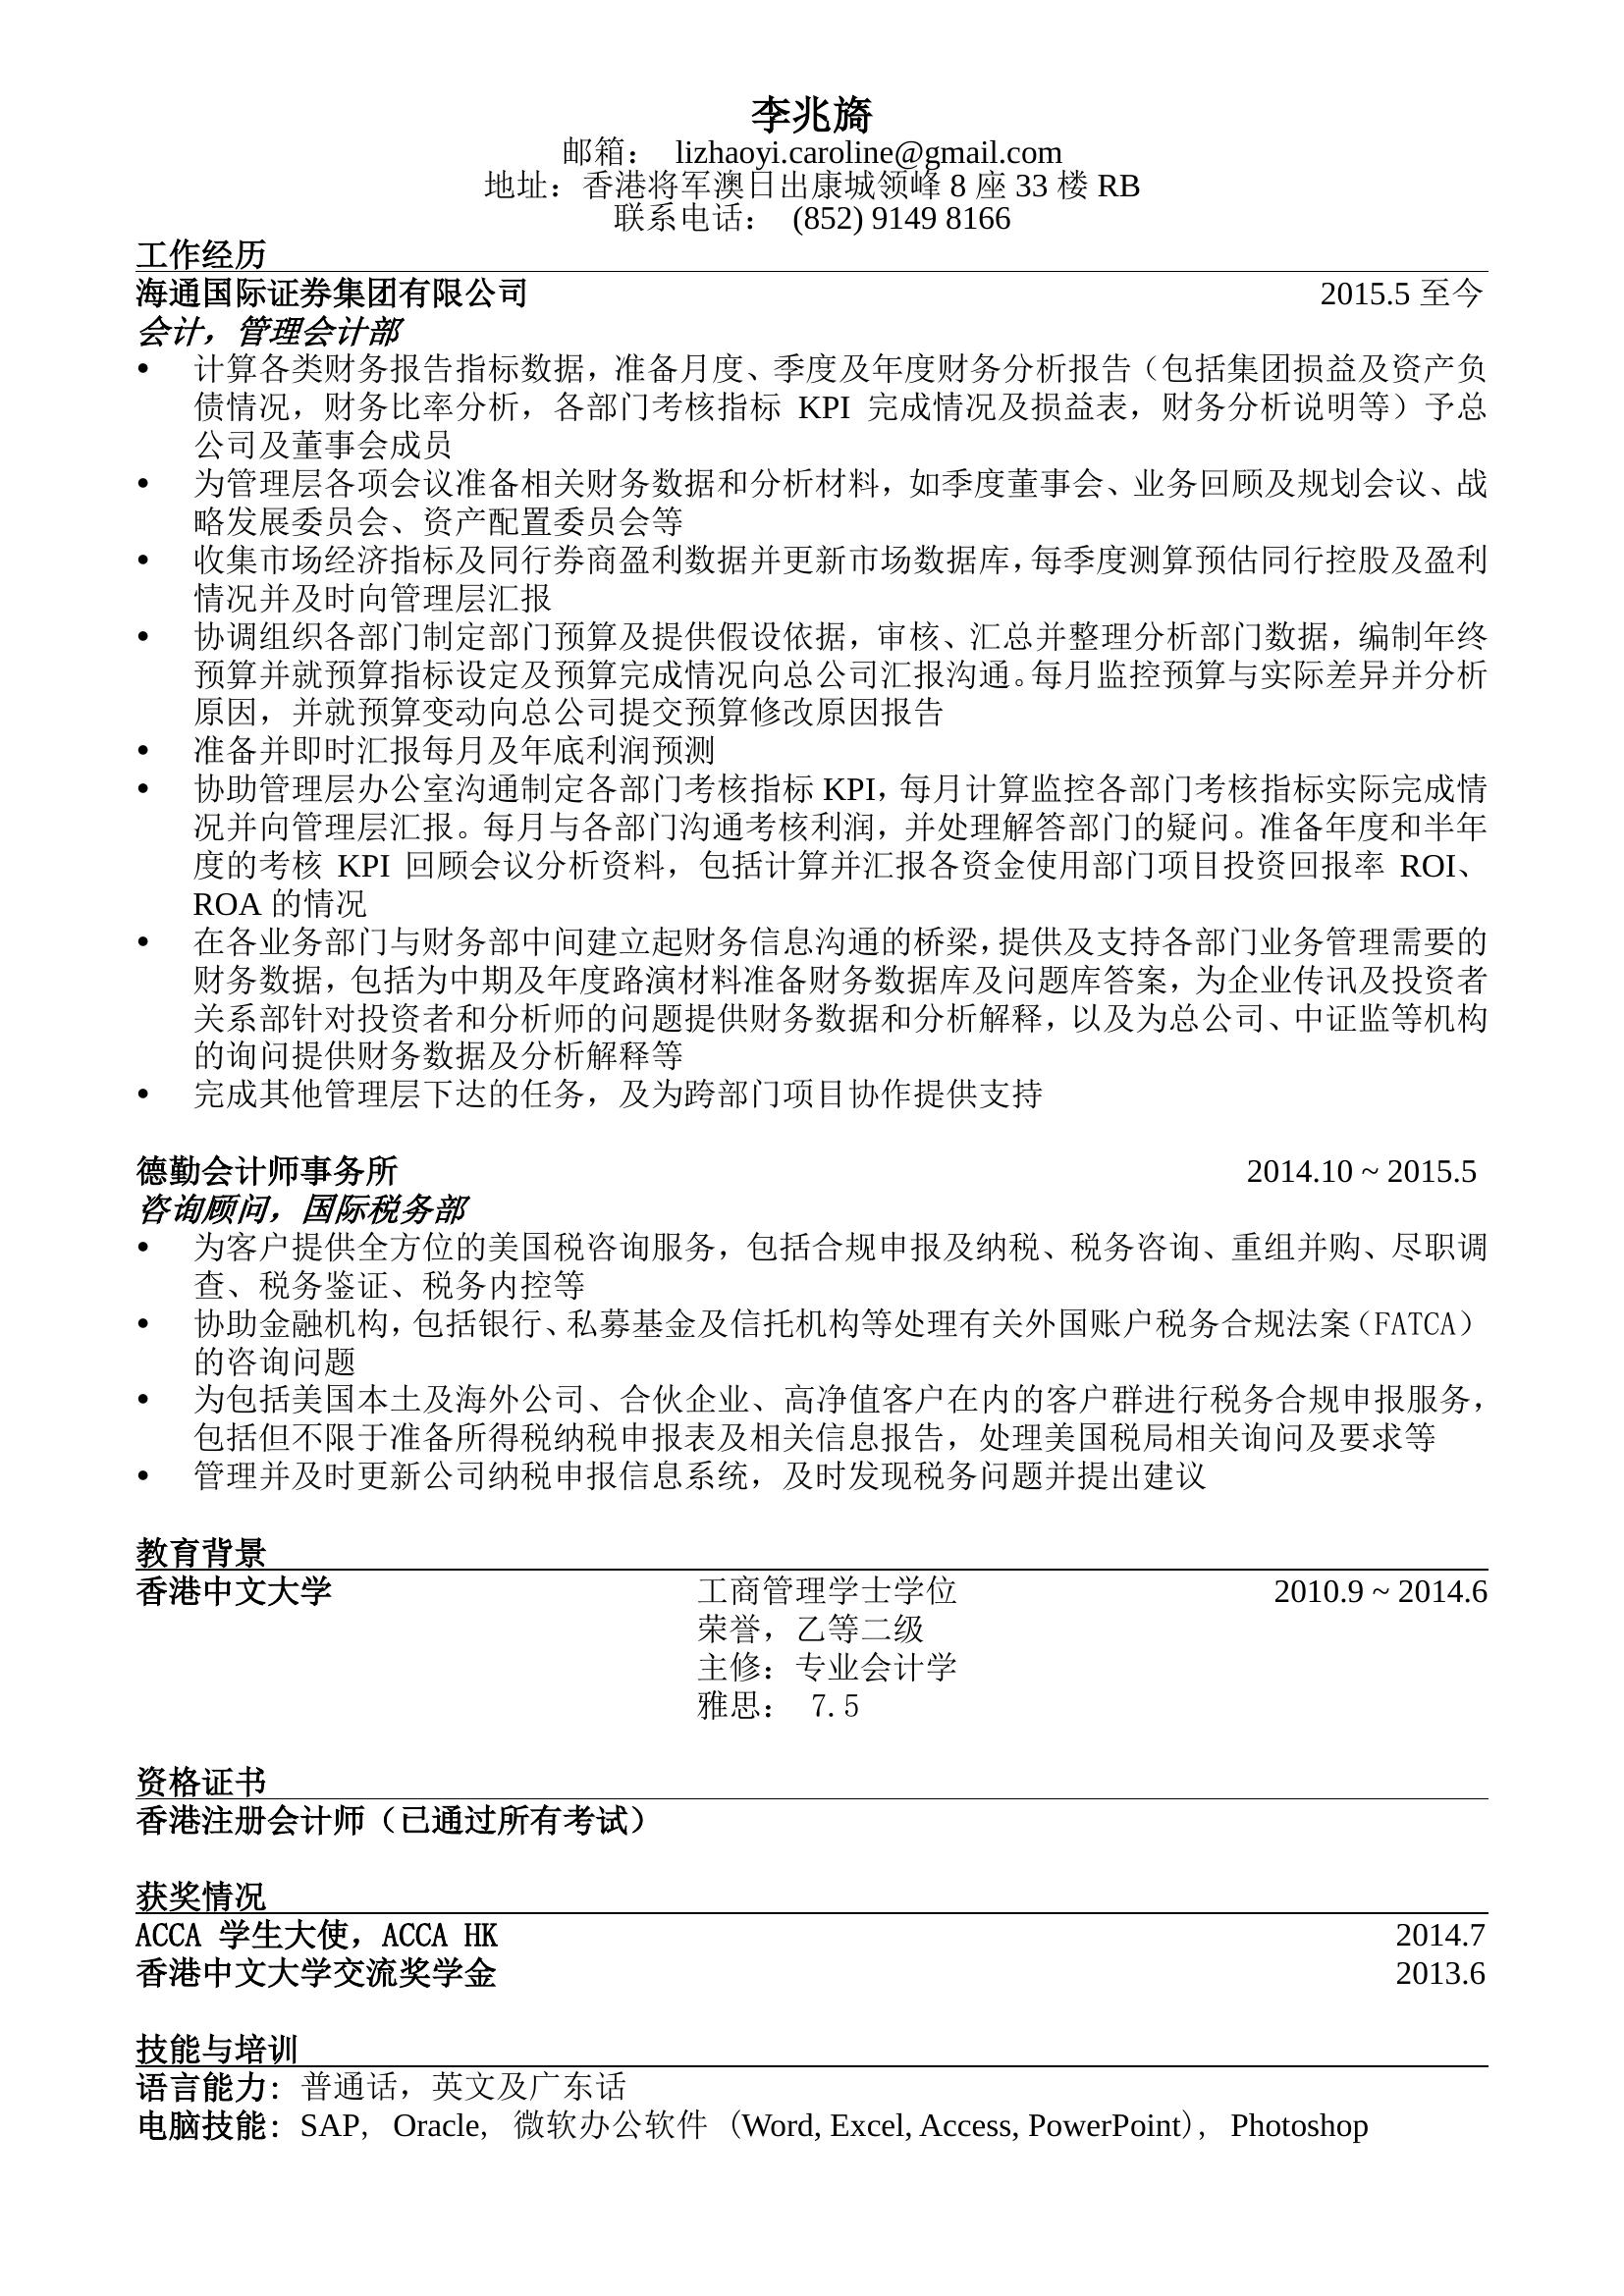 李兆旖
邮箱： lizhaoyi.caroline@gmail.com
地址：香港将军澳日出康城领峰 8 座 33 楼 RB
联系电话： (852) 9149 8166
工作经历
海通国际证券集团有限公司 2015.5 至今
会计，管理会计部
• 计算各类财务报告指标数据，准备月度、季度及年度财务分析报告（包括集团损益及资产负
债情况，财务比率分析，各部门考核指标 KPI 完成情况及损益表，财务分析说明等）予总
公司及董事会成员
• 为管理层各项会议准备相关财务数据和分析材料，如季度董事会、业务回顾及规划会议、战
略发展委员会、资产配置委员会等
• 收集市场经济指标及同行券商盈利数据并更新市场数据库，每季度测算预估同行控股及盈利
情况并及时向管理层汇报
• 协调组织各部门制定部门预算及提供假设依据，审核、汇总并整理分析部门数据，编制年终
预算并就预算指标设定及预算完成情况向总公司汇报沟通。每月监控预算与实际差异并分析
原因，并就预算变动向总公司提交预算修改原因报告
• 准备并即时汇报每月及年底利润预测
• 协助管理层办公室沟通制定各部门考核指标 KPI，每月计算监控各部门考核指标实际完成情
况并向管理层汇报。每月与各部门沟通考核利润，并处理解答部门的疑问。准备年度和半年
度的考核 KPI 回顾会议分析资料，包括计算并汇报各资金使用部门项目投资回报率 ROI、
ROA 的情况
• 在各业务部门与财务部中间建立起财务信息沟通的桥梁，提供及支持各部门业务管理需要的
财务数据，包括为中期及年度路演材料准备财务数据库及问题库答案，为企业传讯及投资者
关系部针对投资者和分析师的问题提供财务数据和分析解释，以及为总公司、中证监等机构
的询问提供财务数据及分析解释等
• 完成其他管理层下达的任务，及为跨部门项目协作提供支持
德勤会计师事务所 2014.10 ~ 2015.5
咨询顾问，国际税务部
• 为客户提供全方位的美国税咨询服务，包括合规申报及纳税、税务咨询、重组并购、尽职调
查、税务鉴证、税务内控等
• 协助金融机构，包括银行、私募基金及信托机构等处理有关外国账户税务合规法案（FATCA）
的咨询问题
• 为包括美国本土及海外公司、合伙企业、高净值客户在内的客户群进行税务合规申报服务，
包括但不限于准备所得税纳税申报表及相关信息报告，处理美国税局相关询问及要求等
• 管理并及时更新公司纳税申报信息系统，及时发现税务问题并提出建议
教育背景
香港中文大学 工商管理学士学位 2010.9 ~ 2014.6
荣誉，乙等二级
主修：专业会计学
雅思： 7.5
资格证书
香港注册会计师（已通过所有考试）
获奖情况
ACCA 学生大使，ACCA HK 2014.7
香港中文大学交流奖学金 2013.6
技能与培训
语言能力：普通话，英文及广东话
电脑技能：SAP， Oracle， 微软办公软件（Word, Excel, Access, PowerPoint）， Photoshop